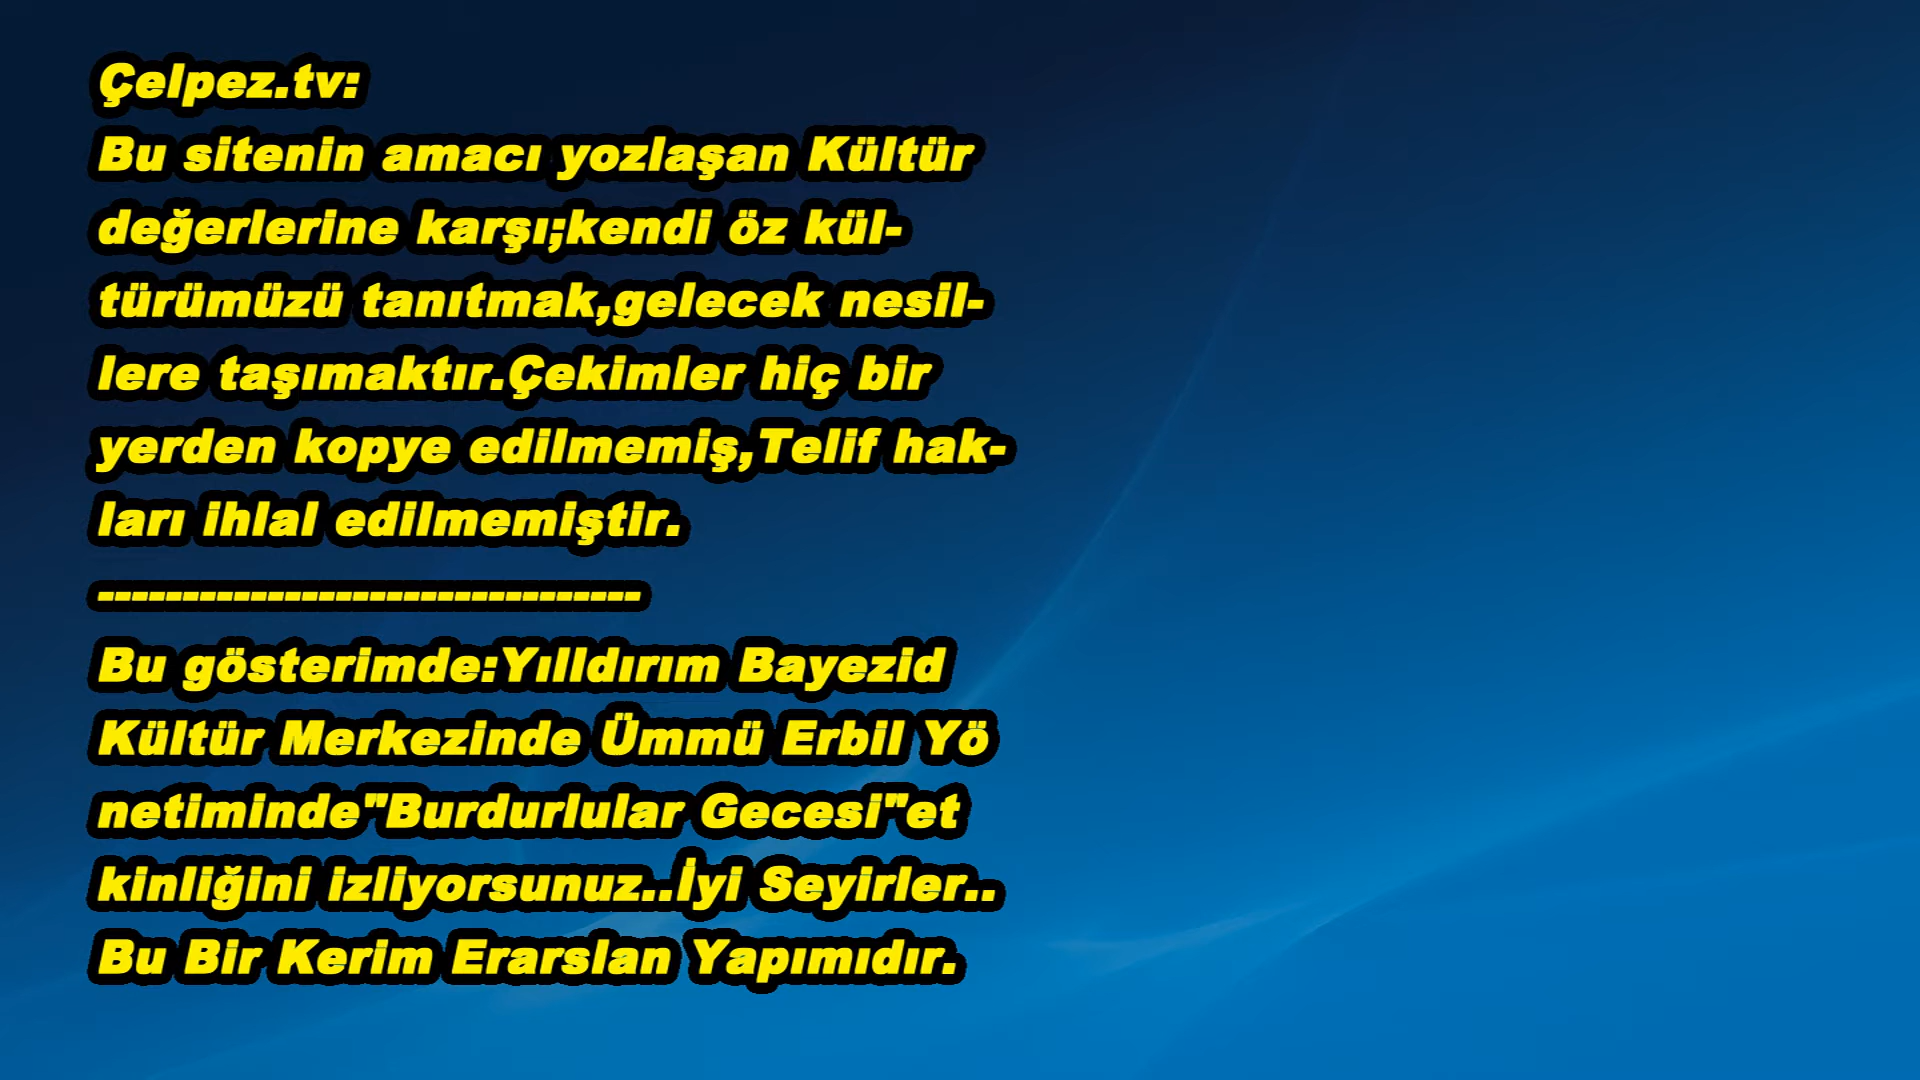 Çelpez.tv:
Bu sitenin amacı yozlaşan Kültür
değerlerine karşı;kendi öz kül-
türümüzü tanıtmak,gelecek nesil-
lere taşımaktır.Çekimler hiç bir
yerden kopye edilmemiş,Telif hak-
ları ihlal edilmemiştir.
--------------------------------
Bu gösterimde:Yılldırım Bayezid
Kültür Merkezinde Ümmü Erbil Yö
netiminde"Burdurlular Gecesi"et
kinliğini izliyorsunuz..İyi Seyirler..
Bu Bir Kerim Erarslan Yapımıdır.